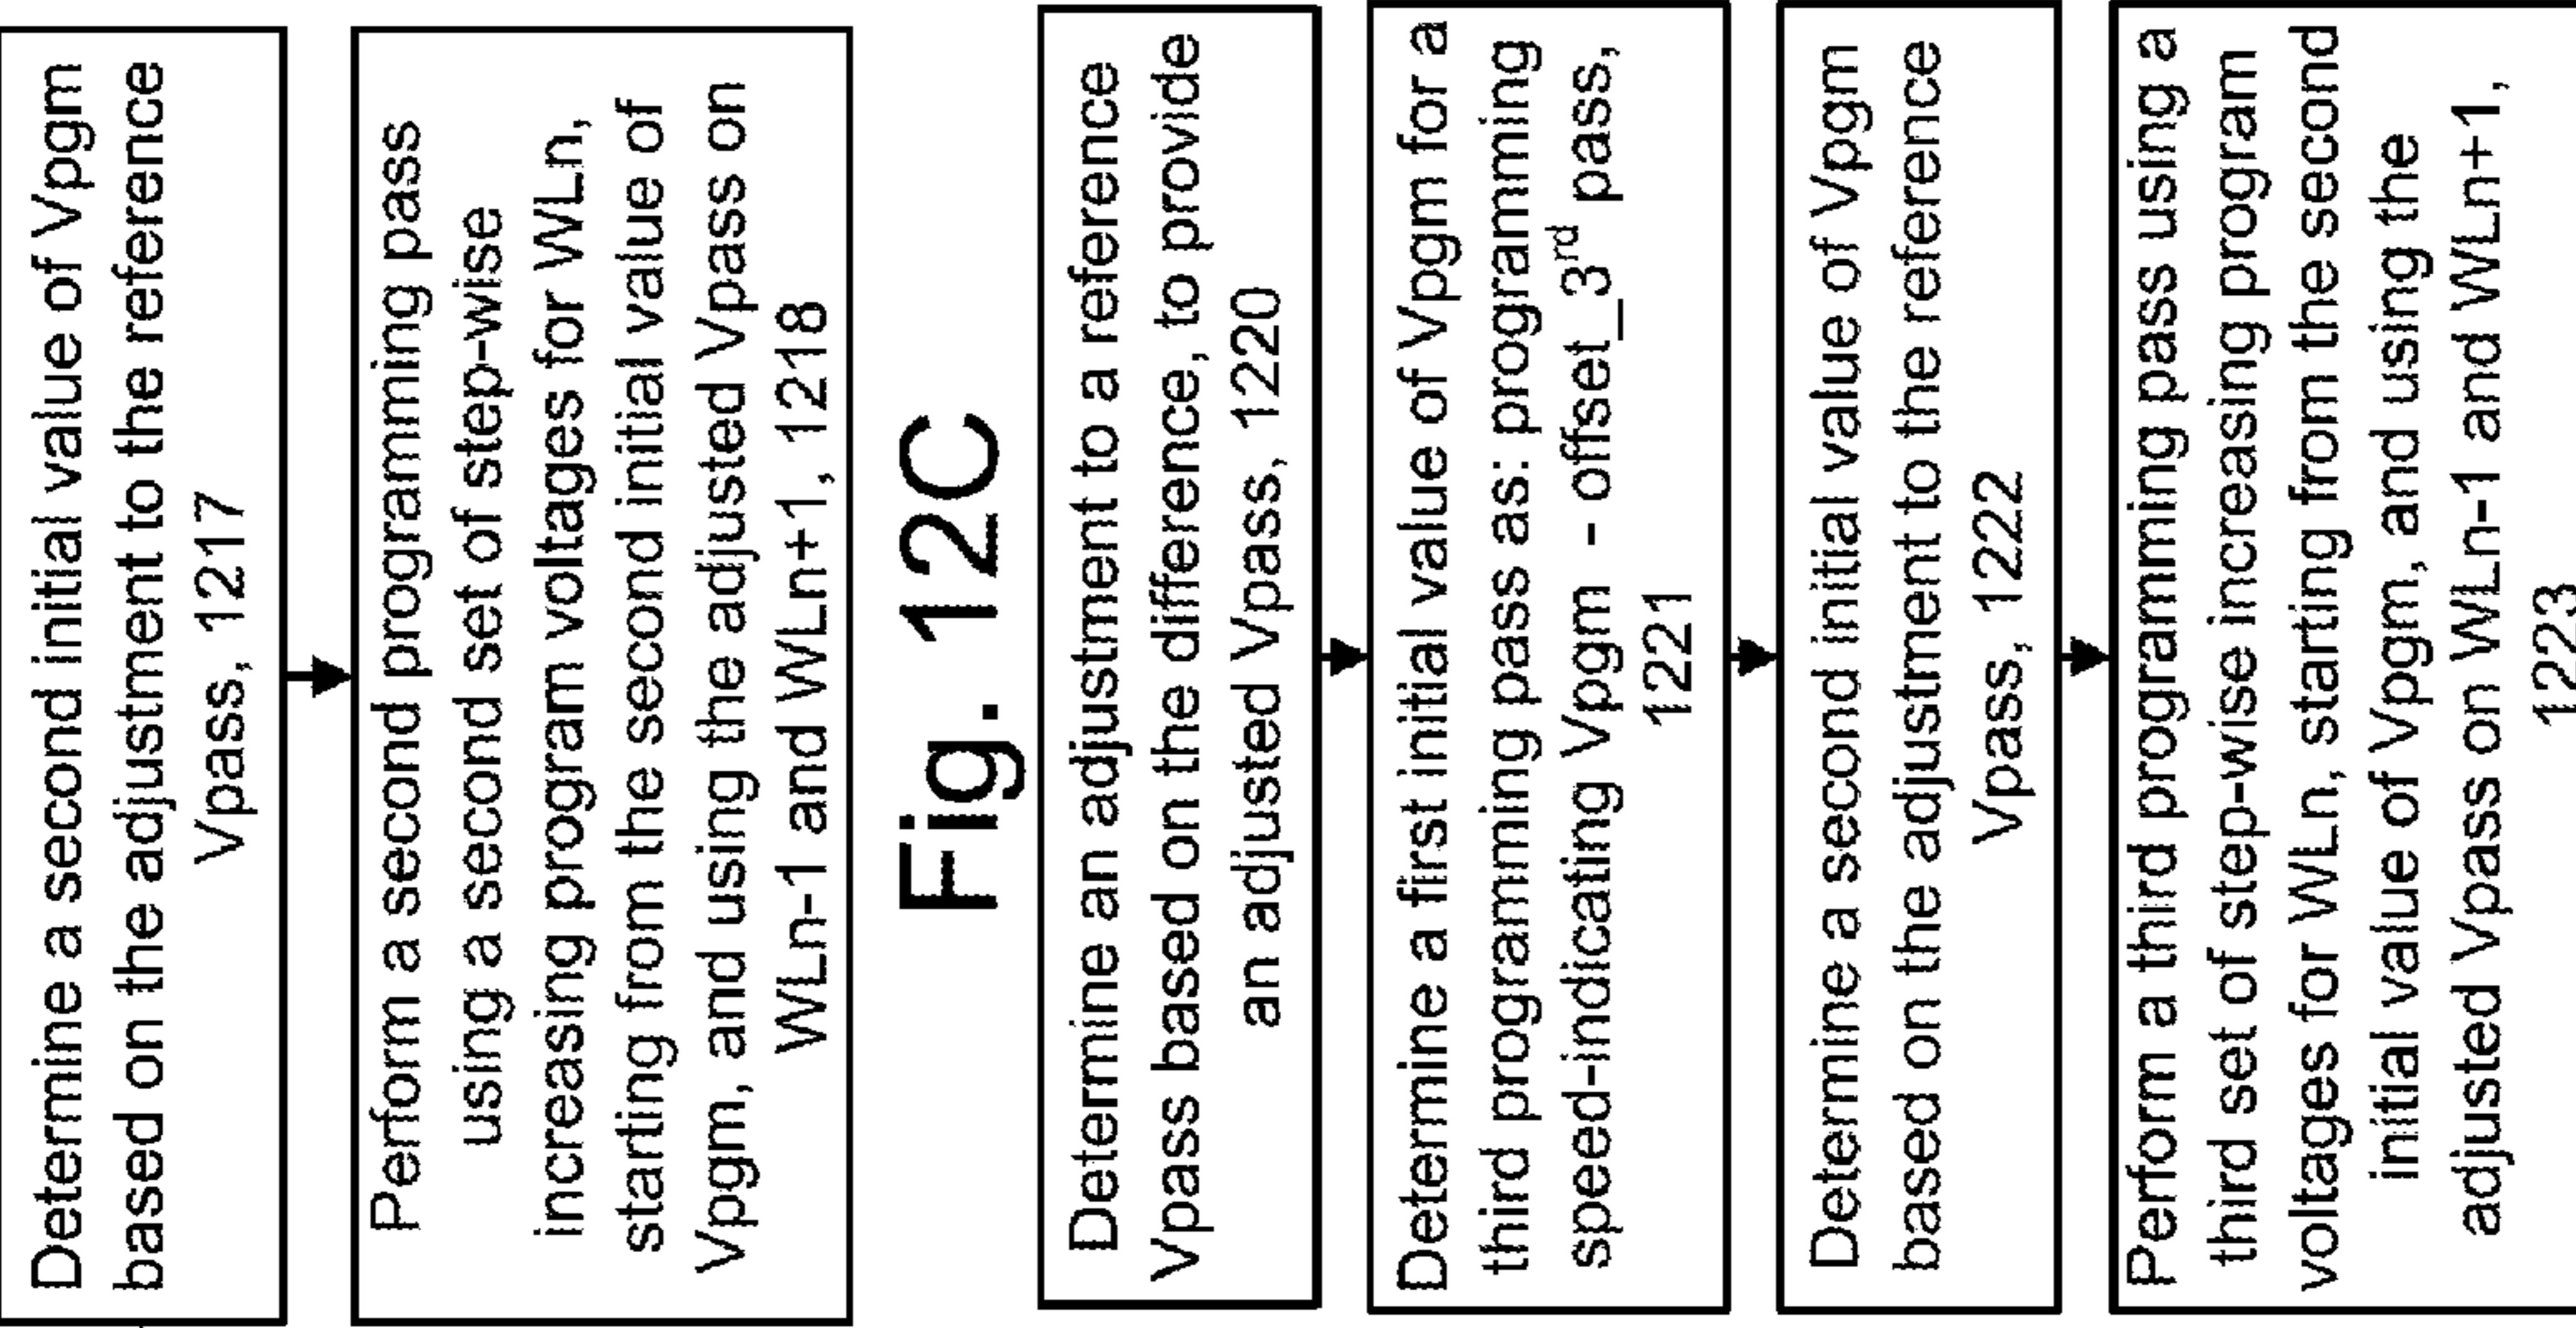 Determine a second initial value of Vpgm
based on the adjustment to the reference
Vpass, 1217
Perform a second programming pass
using a second set of step-wise
increasing program voltages for WLn,
starting from the second initial value of
Vpgm, and using the adjusted Vpass on
WLn-1 and WLn+1, 1218
Fig. 12C
Determine an adjustment to a reference
Vpass based on the difference, to provide
an adjusted Vpass, 1220
Determine a first initial value of Vpgm for a
third programming pass as: programming
speed-indicating Vpgm - offset_3rd pass,
1221
Determine a second initial value of Vpgm
based on the adjustment to the reference
Vpass, 1222
Perform a third programming pass using a
third set of step-wise increasing program
voltages for WLn, starting from the second
initial value of Vpgm, and using the
adjusted Vpass on WLn-1 and WLn+1,
1223